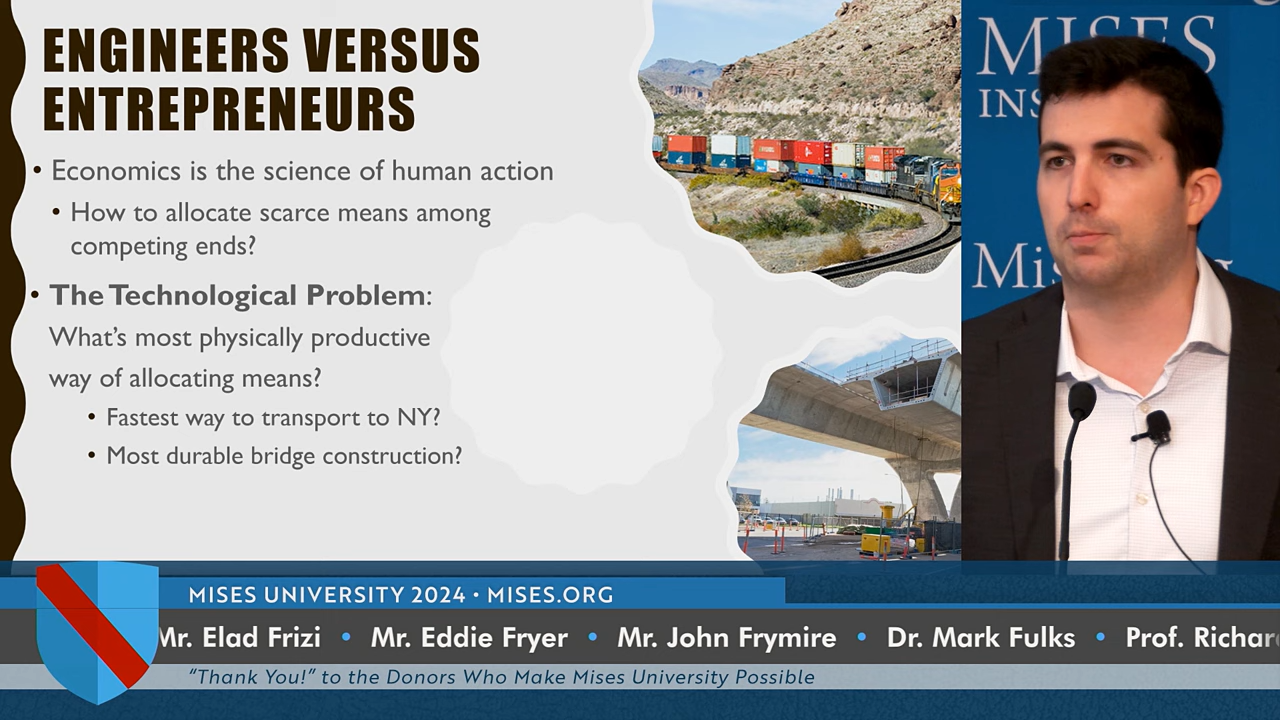 ENGINEERS VERSUS
ENTREPRENEURS
• Economics is the science of human action
• How to allocate scarce means among
competing ends?
• The Technological Problem:
What's most physically productive
way of allocating means?
• Fastest way to transport to NY?
• Most durable bridge construction?
MISES
MISES UNIVERSITY 2024 • MISES.ORG
Mr. Elad Frizi • Mr. Eddie Fryer • Mr. John Frymire • Dr. Mark Fulks • Prof.
“Thank You!” to the Donors Who Make Mises University Possible